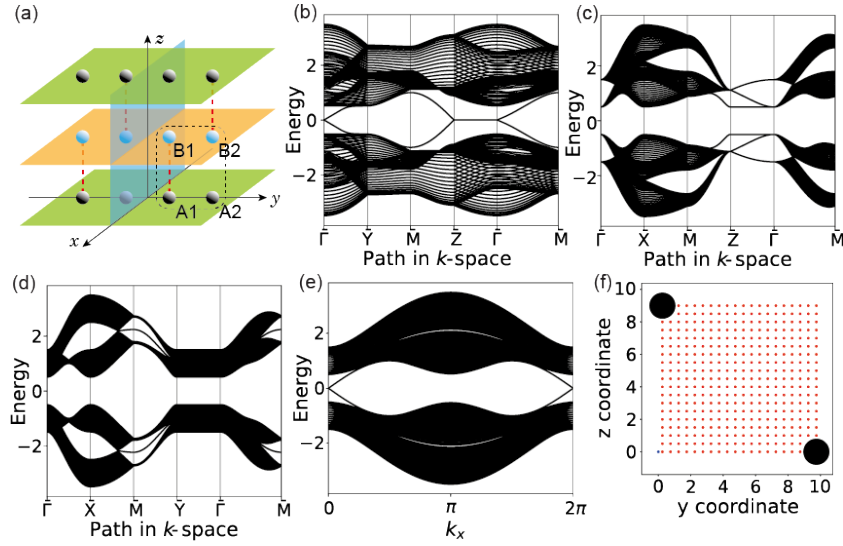 (a)
z
B1
B2
y
A1
A2
x
(b)
Energy
2
0
−2
Γ̄
Ȳ
M̄
Z̄
Γ̄
M̄
Path in k-space
(c)
Energy
2
0
−2
Γ̄
X̄
M̄
Z̄
Γ̄
M̄
Path in k-space
(d)
Energy
2
0
−2
Γ̄
X̄
M̄
Ȳ
Γ̄
M̄
Path in k-space
(e)
Energy
2
0
−2
0
π
2π
kₓ
(f)
z coordinate
10
8
6
4
2
0
0 2 4 6 8 10
y coordinate